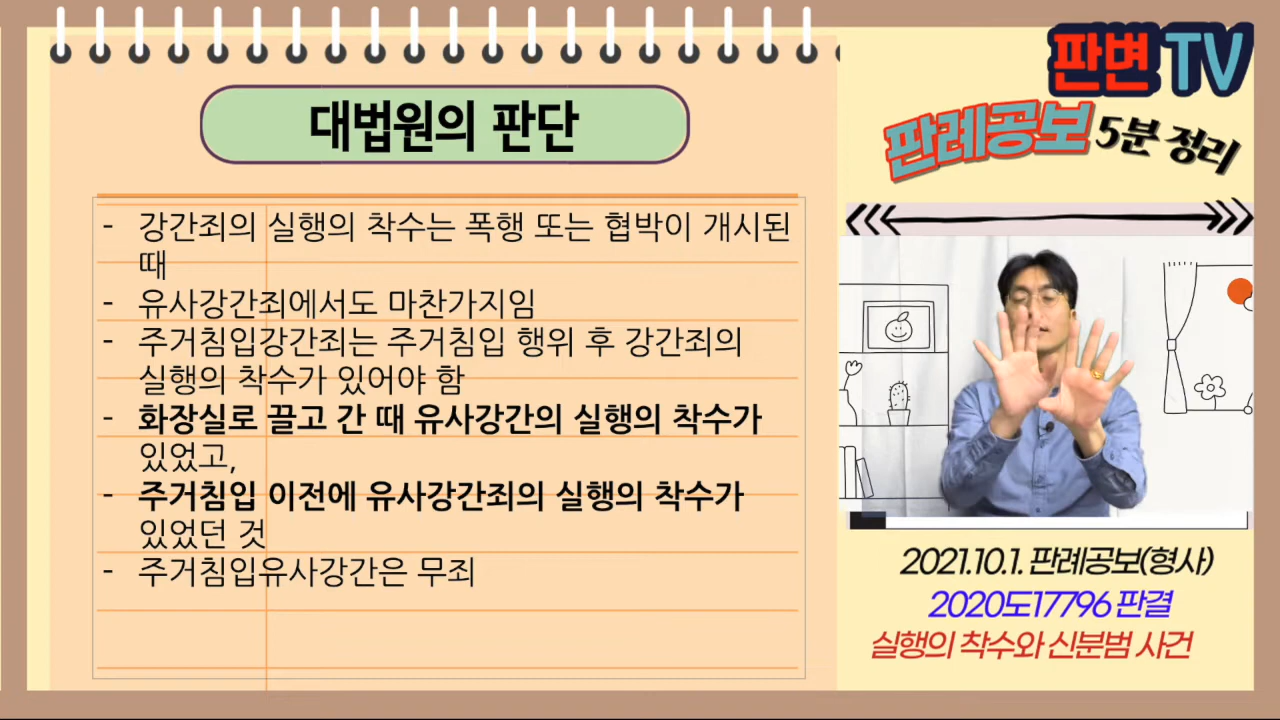 대법원의 판단
- 강간죄의 실행의 착수는 폭행 또는 협박이 개시된
때
- 유사강간죄에서도 마찬가지임
- 주거침입강간죄는 주거침입 행위 후 강간죄의
실행의 착수가 있어야 함
- 화장실로 끌고 간 때 유사강간의 실행의 착수가
있었고,
- 주거침입 이전에 유사강간죄의 실행의 착수가
있었던 것
- 주거침입유사강간은 무죄
판변 TV
판례공보 5분 정리
2021.10.1. 판례공보(형사)
2020도17796 판결
실행의 착수와 신분범 사건